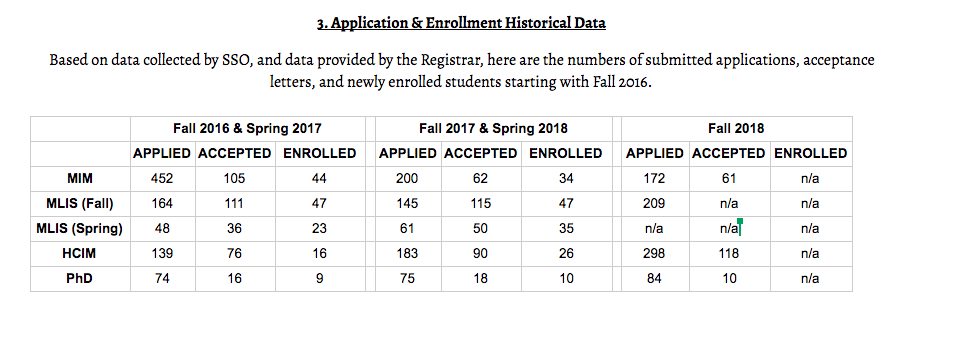 3. Application & Enrollment Historical Data
Based on data collected by SSO, and data provided by the Registrar, here are the numbers of submitted applications, acceptance
letters, and newly enrolled students starting with Fall 2016.
Fall 2016 & Spring 2017 Fall 2017 & Spring 2018 Fall 2018
APPLIED ACCEPTED ENROLLED APPLIED ACCEPTED ENROLLED APPLIED ACCEPTED ENROLLED
MIM 452 105 44 200 62 34 172 61 n/a
MLIS (Fall) 164 111 47 145 115 47 209 n/a n/a
MLIS (Spring) 48 36 23 61 50 35 n/a n/a n/a
HCIM 139 76 16 183 90 26 298 118 n/a
PhD 74 16 9 75 18 10 84 10 n/a